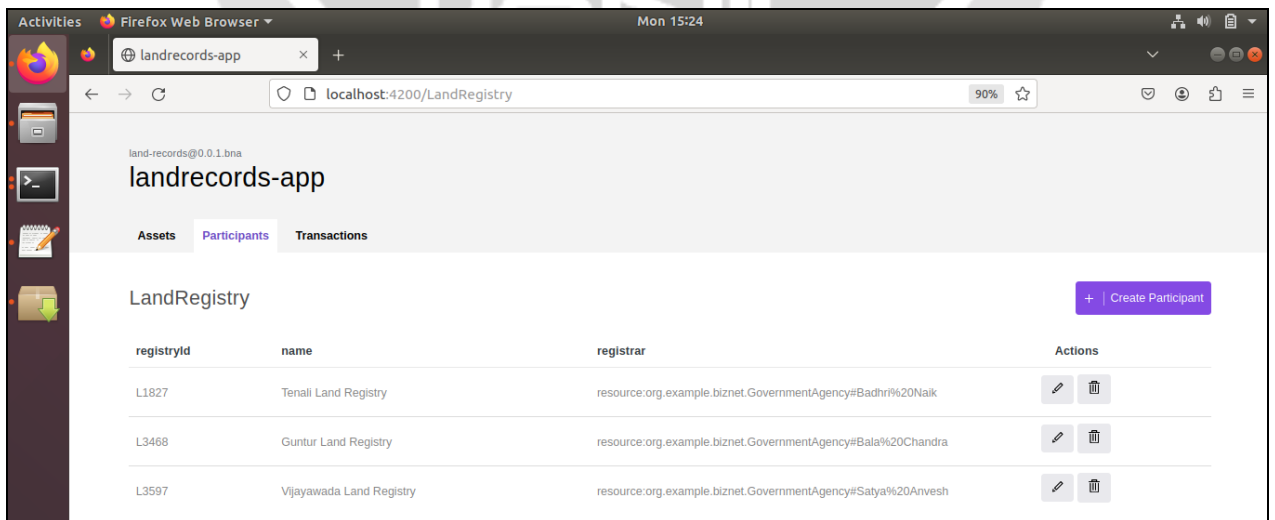 Activities Firefox Web Browser Mon 15:24
landrecords-app × +
localhost:4200/LandRegistry 90%
land-records@0.0.1.bna
landrecords-app
Assets Participants Transactions
LandRegistry + | Create Participant
registryId name registrar Actions
L1827 Tenali Land Registry resource:org.example.biznet.GovernmentAgency#Badhri%20Naik
L3468 Guntur Land Registry resource:org.example.biznet.GovernmentAgency#Bala%20Chandra
L3597 Vijayawada Land Registry resource:org.example.biznet.GovernmentAgency#Satya%20Anvesh